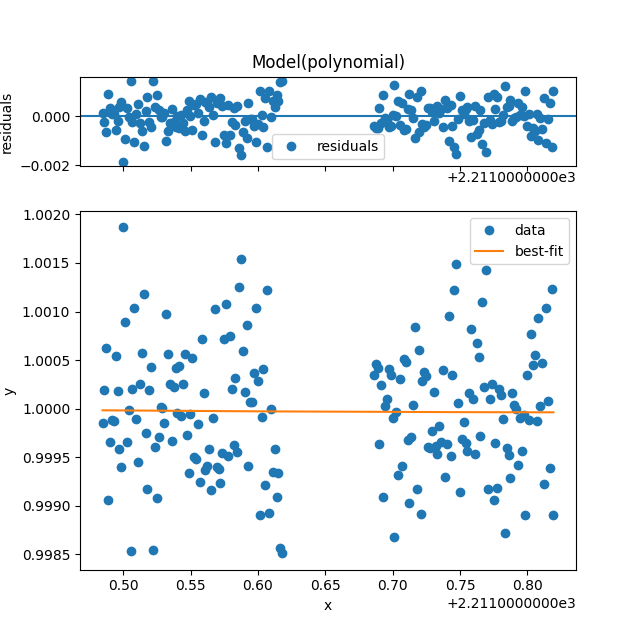 Model(polynomial)
residuals
0.000
−0.002
residuals
+2.2110000000e3
y
1.0020
1.0015
1.0010
1.0005
1.0000
0.9995
0.9990
0.9985
data
best-fit
0.50 0.55 0.60 0.65 0.70 0.75 0.80
x
+2.2110000000e3